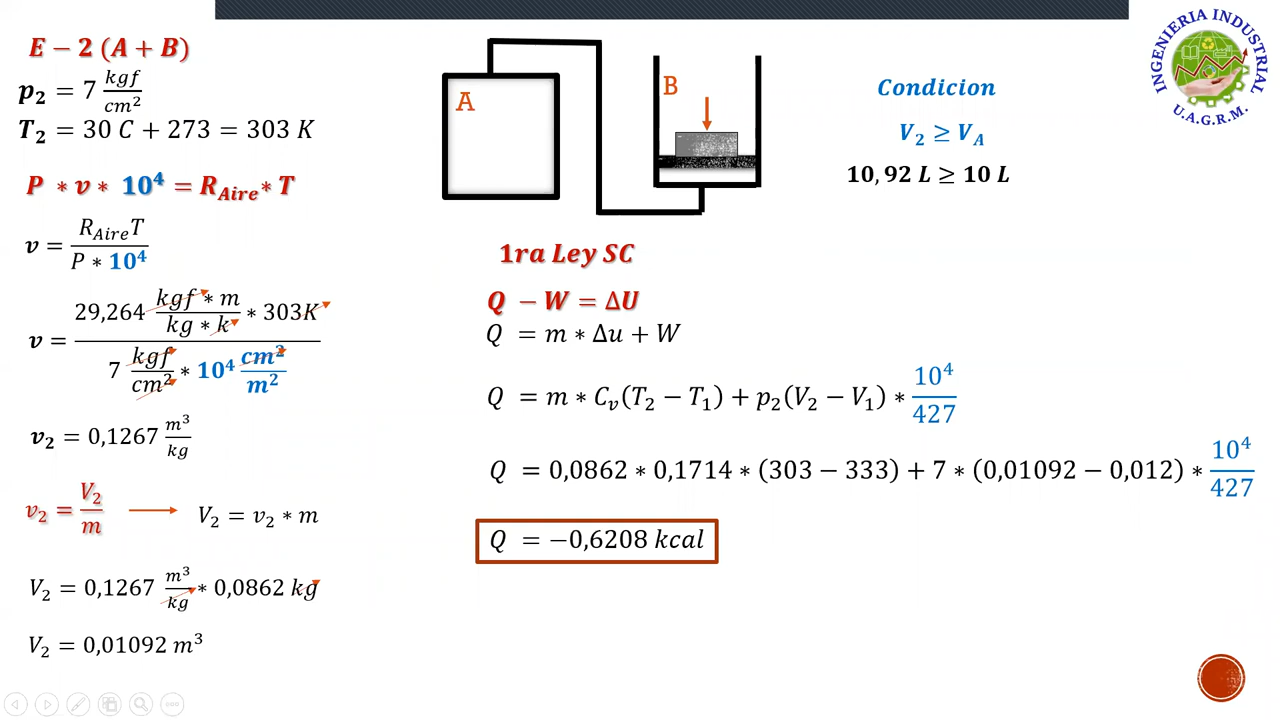 E − 2 (A + B)
p₂ = 7 kgf/cm²
T₂ = 30 C + 273 = 303 K
P ∗ v ∗ 10⁴ = R_Aire ∗ T
v = R_Aire T / P ∗ 10⁴
v = 29,264 kgf ∗ m / kg ∗ k ∗ 303K / 7 kgf/cm² ∗ 10⁴ cm²/m²
v₂ = 0,1267 m³/kg
v₂ = V₂/m → V₂ = v₂ ∗ m
V₂ = 0,1267 m³/kg ∗ 0,0862 kg
V₂ = 0,01092 m³
A
B
Condicion
V₂ ≥ V_A
10,92 L ≥ 10 L
1ra Ley SC
Q − W = ΔU
Q = m ∗ Δu + W
Q = m ∗ C_v(T₂ − T₁) + p₂(V₂ − V₁) ∗ 10⁴/427
Q = 0,0862 ∗ 0,1714 ∗ (303 − 333) + 7 ∗ (0,01092 − 0,012) ∗ 10⁴/427
Q = −0,6208 kcal
INGENIERIA INDUSTRIAL
U.A.G.R.M.